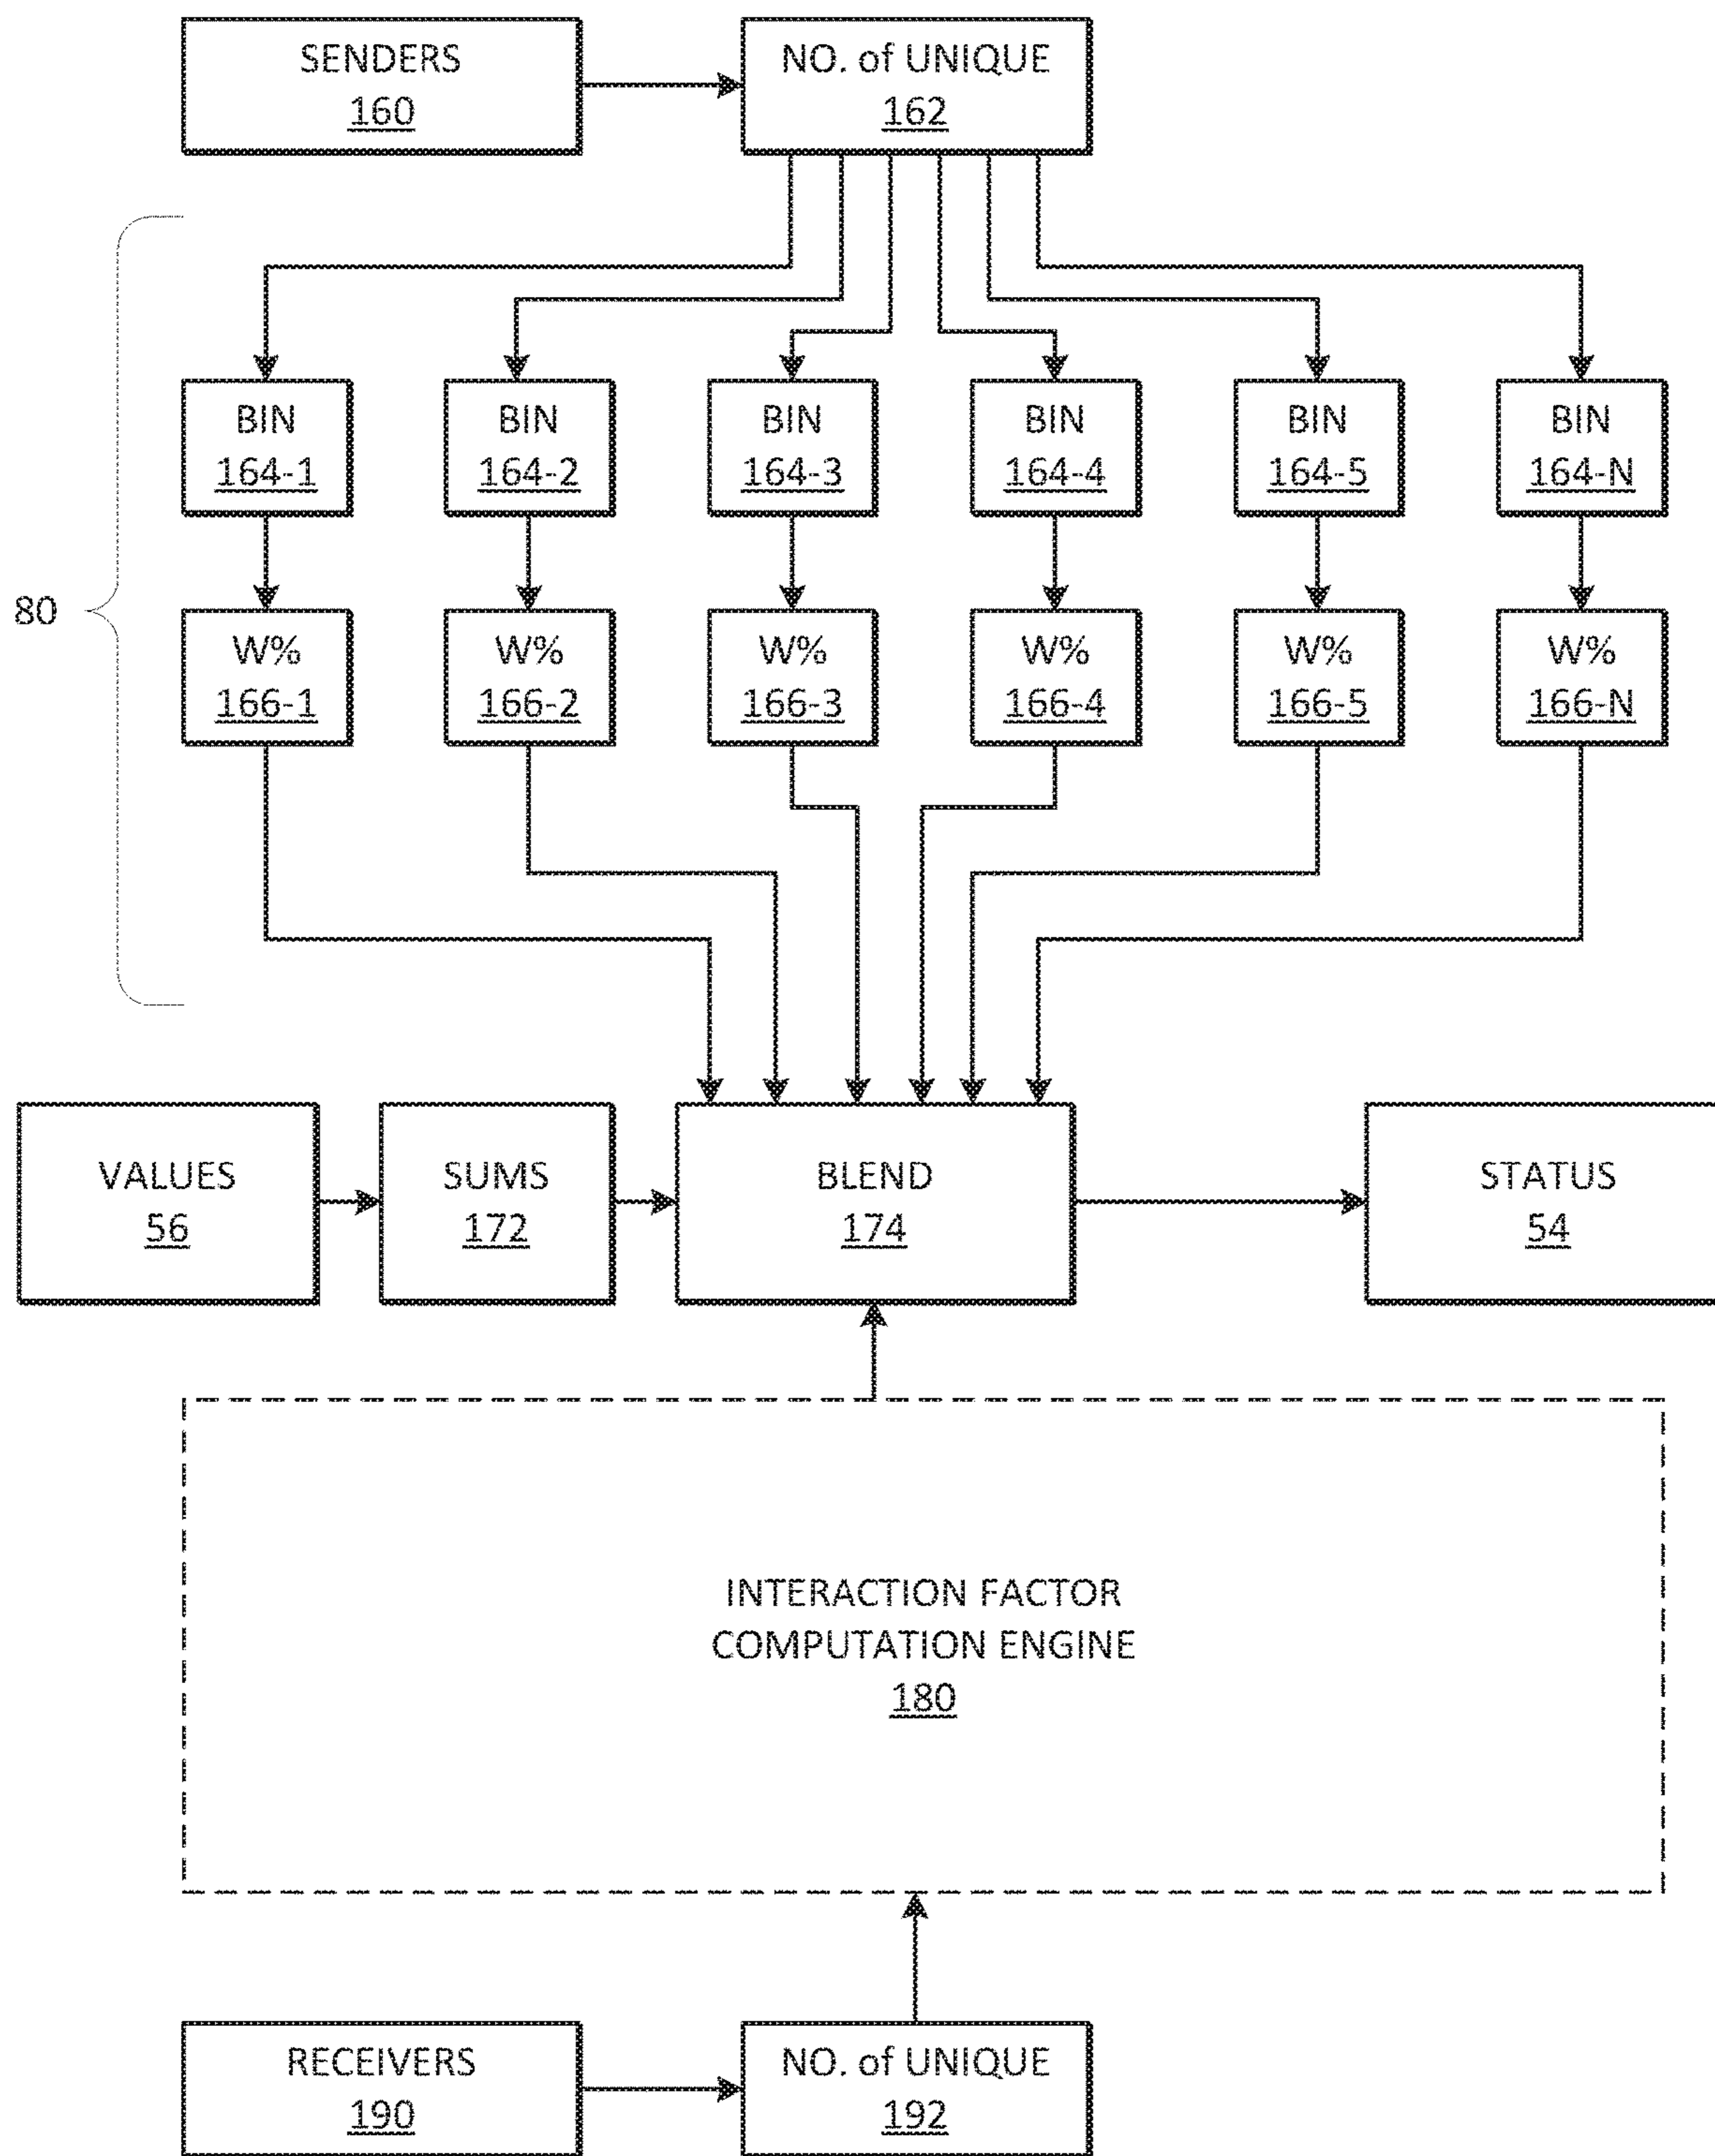 SENDERS
160
NO. of UNIQUE
162
80
BIN
164-1
BIN
164-2
BIN
164-3
BIN
164-4
BIN
164-5
BIN
164-N
W%
166-1
W%
166-2
W%
166-3
W%
166-4
W%
166-5
W%
166-N
VALUES
56
SUMS
172
BLEND
174
STATUS
54
INTERACTION FACTOR
COMPUTATION ENGINE
180
RECEIVERS
190
NO. of UNIQUE
192